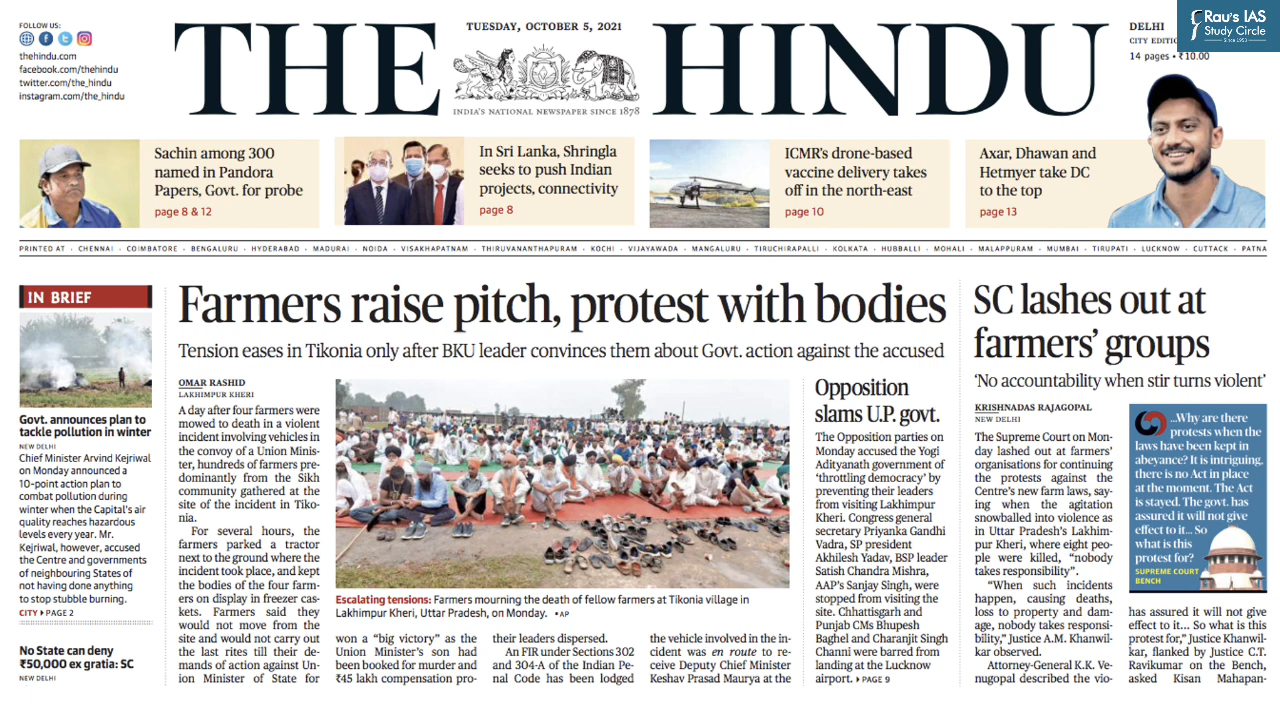 FOLLOW US:
thehindu.com
facebook.com/thehindu
twitter.com/the_hindu
instagram.com/the_hindu
THE HINDU
TUESDAY, OCTOBER 5, 2021
INDIA'S NATIONAL NEWSPAPER SINCE 1878
DELHI
CITY EDITIO
14 pages • ₹10.00
Rau's IAS
Study Circle
Since 1953
Sachin among 300
named in Pandora
Papers, Govt. for probe
page 8 & 12
In Sri Lanka, Shringla
seeks to push Indian
projects, connectivity
page 8
ICMR's drone-based
vaccine delivery takes
off in the north-east
page 10
Axar, Dhawan and
Hetmyer take DC
to the top
page 13
PRINTED AT • CHENNAI • COIMBATORE • BENGALURU • HYDERABAD • MADURAI • NOIDA • VISAKHAPATNAM • THIRUVANANTHAPURAM • KOCHI • VIJAYAWADA • MANGALURU • TIRUCHIRAPALLI • KOLKATA • HUBBALLI • MOHALI • MALAPPURAM • MUMBAI • TIRUPATI • LUCKNOW • CUTTACK • PATNA
IN BRIEF
Govt. announces plan to
tackle pollution in winter
NEW DELHI
Chief Minister Arvind Kejriwal
on Monday announced a
10-point action plan to
combat pollution during
winter when the Capital's air
quality reaches hazardous
levels every year. Mr.
Kejriwal, however, accused
the Centre and governments
of neighbouring States of
not having done anything
to stop stubble burning.
CITY ▸ PAGE 2
No State can deny
₹50,000 ex gratia: SC
NEW DELHI
Farmers raise pitch, protest with bodies
Tension eases in Tikonia only after BKU leader convinces them about Govt. action against the accused
OMAR RASHID
LAKHIMPUR KHERI
A day after four farmers were
mowed to death in a violent
incident involving vehicles in
the convoy of a Union Minis-
ter, hundreds of farmers pre-
dominantly from the Sikh
community gathered at the
site of the incident in Tiko-
nia.
For several hours, the
farmers parked a tractor
next to the ground where the
incident took place, and kept
the bodies of the four farm-
ers on display in freezer cas-
kets. Farmers said they
would not move from the
site and would not carry out
the last rites till their de-
mands of action against Un-
ion Minister of State for
Escalating tensions: Farmers mourning the death of fellow farmers at Tikonia village in
Lakhimpur Kheri, Uttar Pradesh, on Monday. • AP
won a "big victory" as the
Union Minister's son had
been booked for murder and
₹45 lakh compensation pro-
their leaders dispersed.
An FIR under Sections 302
and 304-A of the Indian Pe-
nal Code has been lodged
the vehicle involved in the in-
cident was en route to re-
ceive Deputy Chief Minister
Keshav Prasad Maurya at the
Opposition
slams U.P. govt.
The Opposition parties on
Monday accused the Yogi
Adityanath government of
'throttling democracy' by
preventing their leaders
from visiting Lakhimpur
Kheri. Congress general
secretary Priyanka Gandhi
Vadra, SP president
Akhilesh Yadav, BSP leader
Satish Chandra Mishra,
AAP's Sanjay Singh, were
stopped from visiting the
site. Chhattisgarh and
Punjab CMs Bhupesh
Baghel and Charanjit Singh
Channi were barred from
landing at the Lucknow
airport. ▸ PAGE 9
SC lashes out at
farmers' groups
'No accountability when stir turns violent'
KRISHNADAS RAJAGOPAL
NEW DELHI
The Supreme Court on Mon-
day lashed out at farmers'
organisations for continuing
the protests against the
Centre's new farm laws, say-
ing when the agitation
snowballed into violence as
in Uttar Pradesh's Lakhim-
pur Kheri, where eight peo-
ple were killed, "nobody
takes responsibility".
"When such incidents
happen, causing deaths,
loss to property and dam-
age, nobody takes responsi-
bility," Justice A.M. Khanwil-
kar observed.
Attorney-General K.K. Ve-
nugopal described the vio-
...Why are there
protests when the
laws have been kept in
abeyance? It is intriguing,
there is no Act in place
at the moment. The Act
is stayed. The govt. has
assured it will not give
effect to it... So
what is this
protest for?
SUPREME COURT
BENCH
has assured it will not give
effect to it... So what is this
protest for," Justice Khanwil-
kar, flanked by Justice C.T.
Ravikumar on the Bench,
asked Kisan Mahapan-